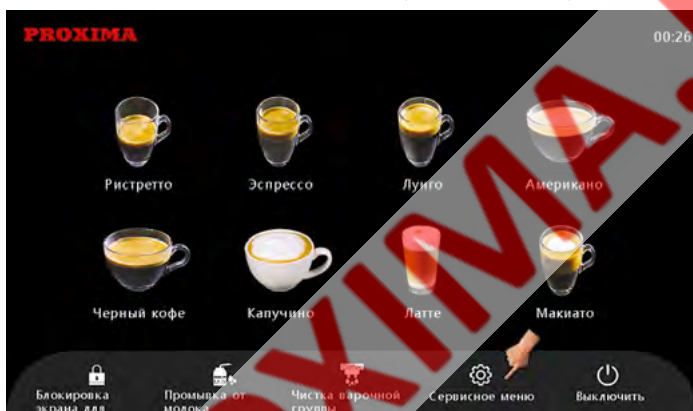 PROXIMA
00:26
Ристретто Эспрессо Лунго Американо
Черный кофе Капучино Латте Макиато
Блокировка Промывка от Чистка варочной Сервисное меню Выключить
экрана для молока группы
PROXIMA.